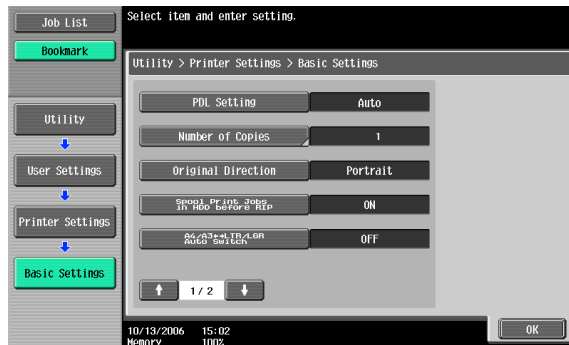 Job List
Bookmark
Utility
User Settings
Printer Settings
Basic Settings
Select item and enter setting.
Utility > Printer Settings > Basic Settings
PDL Setting
Auto
Number of Copies
1
Original Direction
Portrait
Spool Print Jobs
in HDD before RIP
ON
A4/A3↔LTR/LGR
Auto Switch
OFF
1/ 2
10/13/2006 15:02
Memory 100%
OK